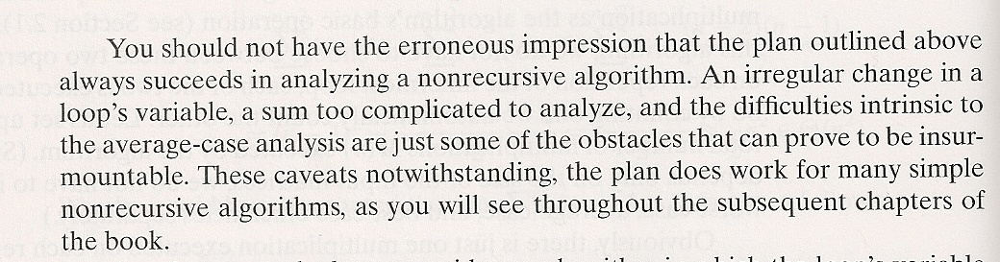 You should not have the erroneous impression that the plan outlined above
always succeeds in analyzing a nonrecursive algorithm. An irregular change in a
loop's variable, a sum too complicated to analyze, and the difficulties intrinsic to
the average-case analysis are just some of the obstacles that can prove to be insur-
mountable. These caveats notwithstanding, the plan does work for many simple
nonrecursive algorithms, as you will see throughout the subsequent chapters of
the book.